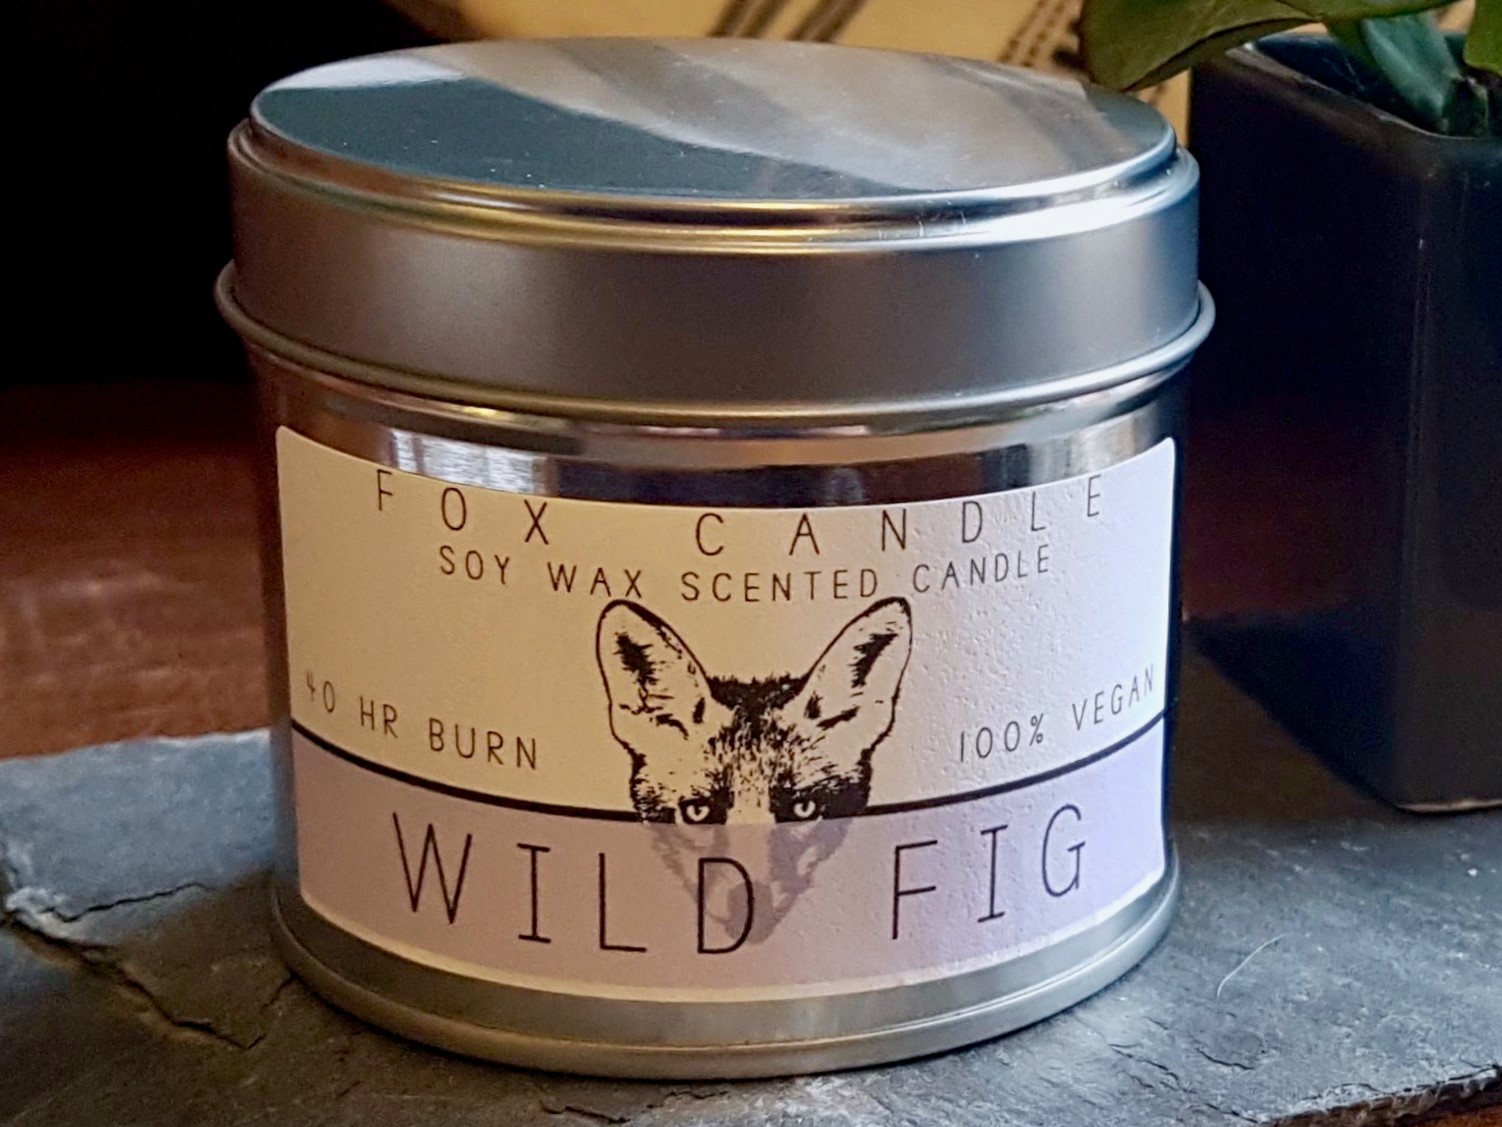 FOX CANDLE
SOY WAX SCENTED CANDLE
40 HR BURN
100% VEGAN
WILD FIG